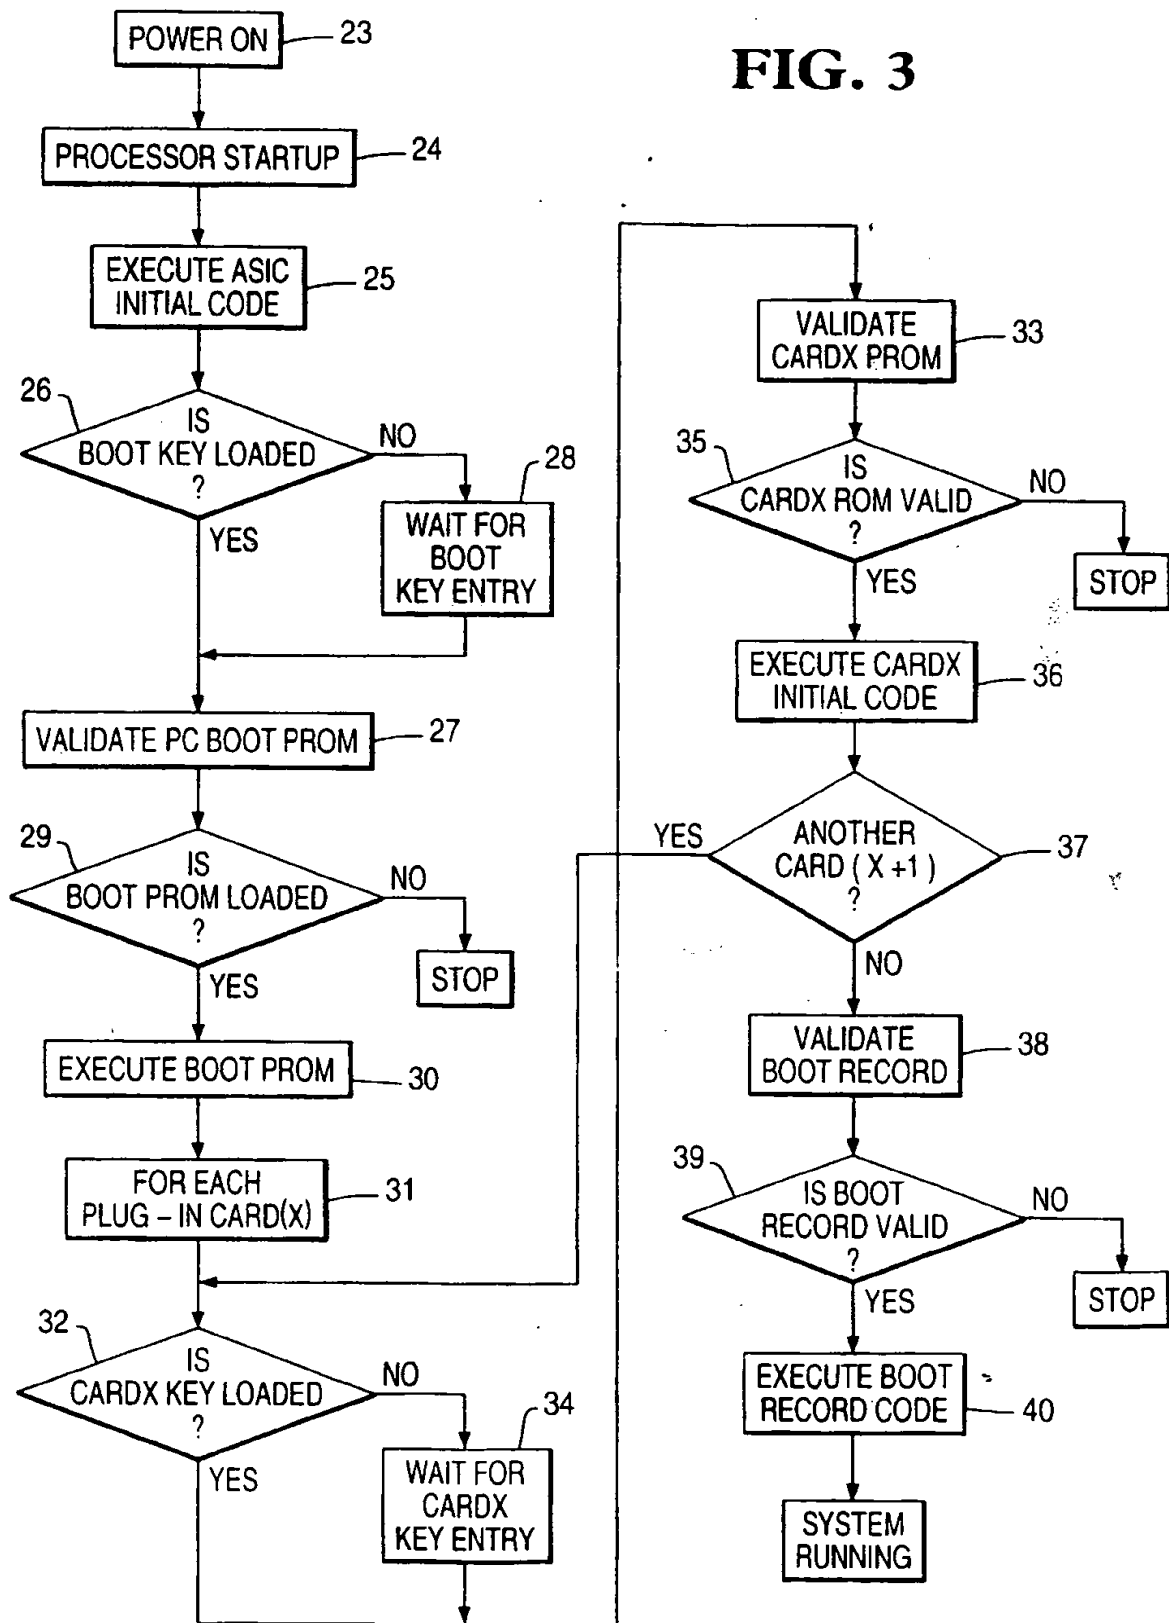 FIG. 3
POWER ON
23
PROCESSOR STARTUP
24
EXECUTE ASIC
INITIAL CODE
25
26
IS
BOOT KEY LOADED
?
NO
YES
28
WAIT FOR
BOOT
KEY ENTRY
VALIDATE PC BOOT PROM
27
29
IS
BOOT PROM LOADED
?
NO
STOP
YES
EXECUTE BOOT PROM
30
FOR EACH
PLUG – IN CARD(X)
31
32
IS
CARDX KEY LOADED
?
NO
YES
34
WAIT FOR
CARDX
KEY ENTRY
VALIDATE
CARDX PROM
33
35
IS
CARDX ROM VALID
?
NO
STOP
YES
EXECUTE CARDX
INITIAL CODE
36
YES
ANOTHER
CARD ( X +1 )
?
37
NO
VALIDATE
BOOT RECORD
38
39
IS BOOT
RECORD VALID
?
NO
STOP
YES
EXECUTE BOOT
RECORD CODE
40
SYSTEM
RUNNING